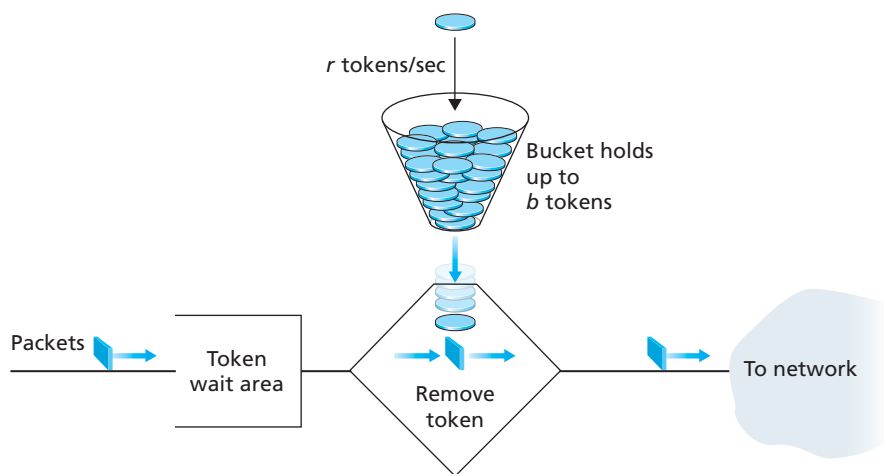 r tokens/sec
Bucket holds
up to
b tokens
Packets
Token
wait area
Remove
token
To network